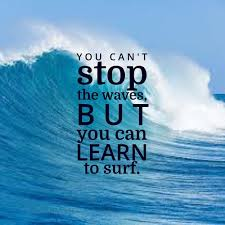 YOU CAN'T
stop
the waves,
BUT
you can
LEARN
to surf.